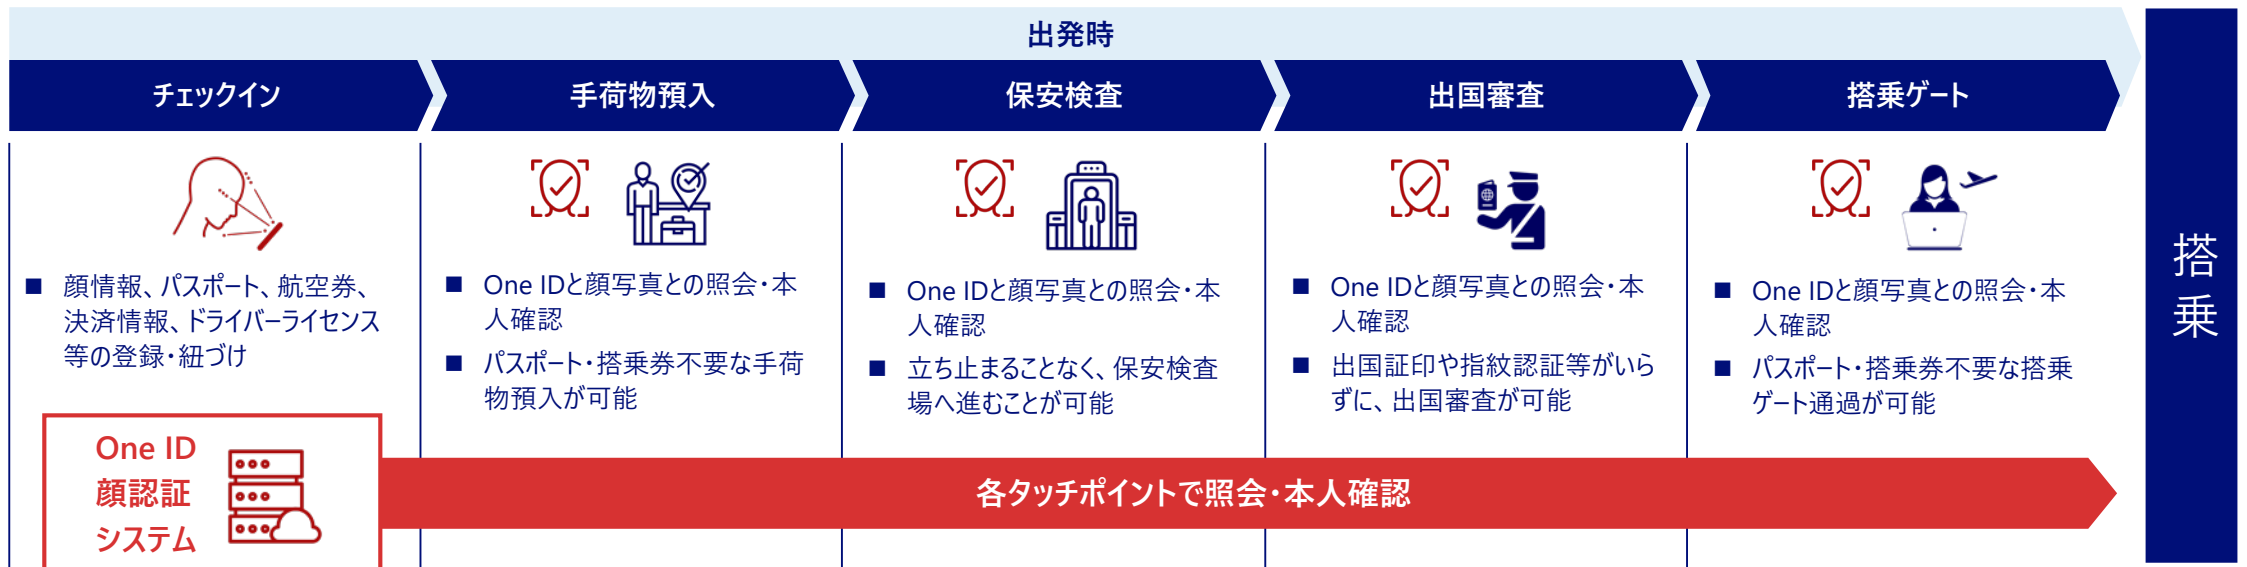 出発時
チェックイン
手荷物預入
保安検査
出国審査
搭乗ゲート
搭乗
■ 顔情報、パスポート、航空券、
決済情報、ドライバーライセンス
等の登録・紐づけ
■ One IDと顔写真との照会・本
人確認
■ パスポート・搭乗券不要な手荷
物預入が可能
■ One IDと顔写真との照会・本
人確認
■ 立ち止まることなく、保安検査
場へ進むことが可能
■ One IDと顔写真との照会・本
人確認
■ 出国証印や指紋認証等がいら
ずに、出国審査が可能
■ One IDと顔写真との照会・本
人確認
■ パスポート・搭乗券不要な搭乗
ゲート通過が可能
One ID
顔認証
システム
各タッチポイントで照会・本人確認